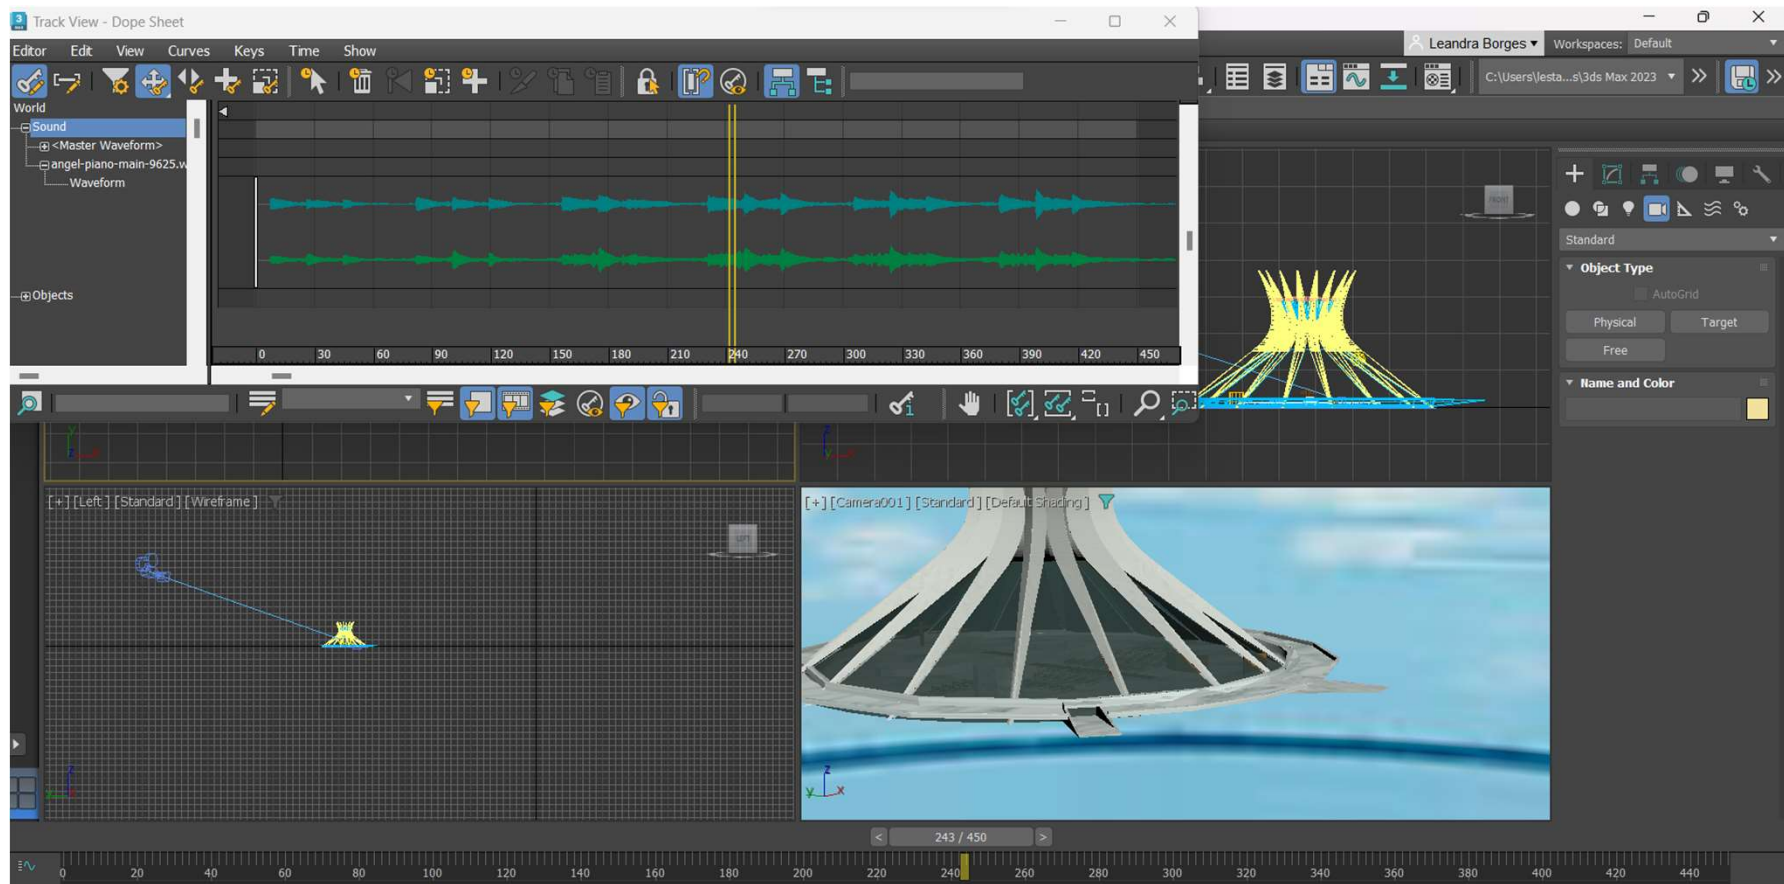 Track View - Dope Sheet
Editor Edit View Curves Keys Time Show
Leandra Borges Workspaces: Default
C:\Users\lesta...s\3ds Max 2023
World
Sound
<Master Waveform>
angel-piano-main-9625.w
Waveform
Objects
0 30 60 90 120 150 180 210 240 270 300 330 360 390 420 450
FRONT
Standard
Object Type
AutoGrid
Physical Target
Free
Name and Color
[+] [Left] [Standard] [Wireframe]
[+] [Camera001] [Standard] [Default Shading]
243 / 450
0 20 40 60 80 100 120 140 160 180 200 220 240 260 280 300 320 340 360 380 400 420 440